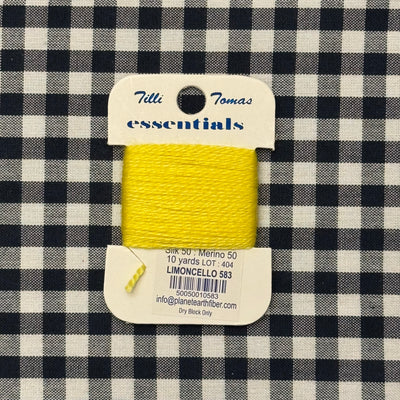 Tilli Tomas
essentials
Silk 50 : Merino 50
10 yards LOT : 404
LIMONCELLO 583
50050010583
info@planetearthfiber.com
Dry Block Only